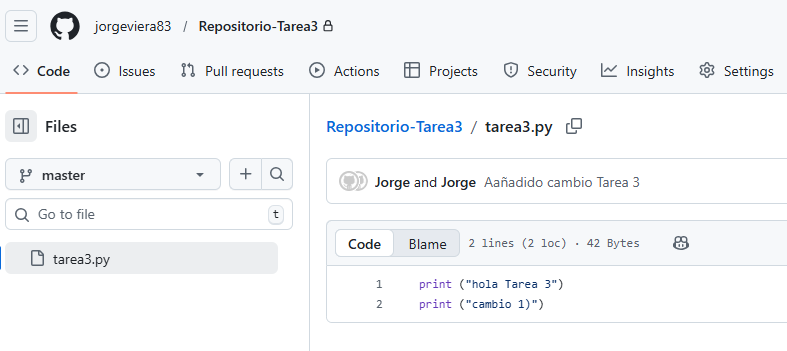 jorgeviera83 / Repositorio-Tarea3
Code Issues Pull requests Actions Projects Security Insights Settings
Files
master
Go to file t
tarea3.py
Repositorio-Tarea3 / tarea3.py
Jorge and Jorge Aañadido cambio Tarea 3
Code Blame 2 lines (2 loc) · 42 Bytes
1 print ("hola Tarea 3")
2 print ("cambio 1)")